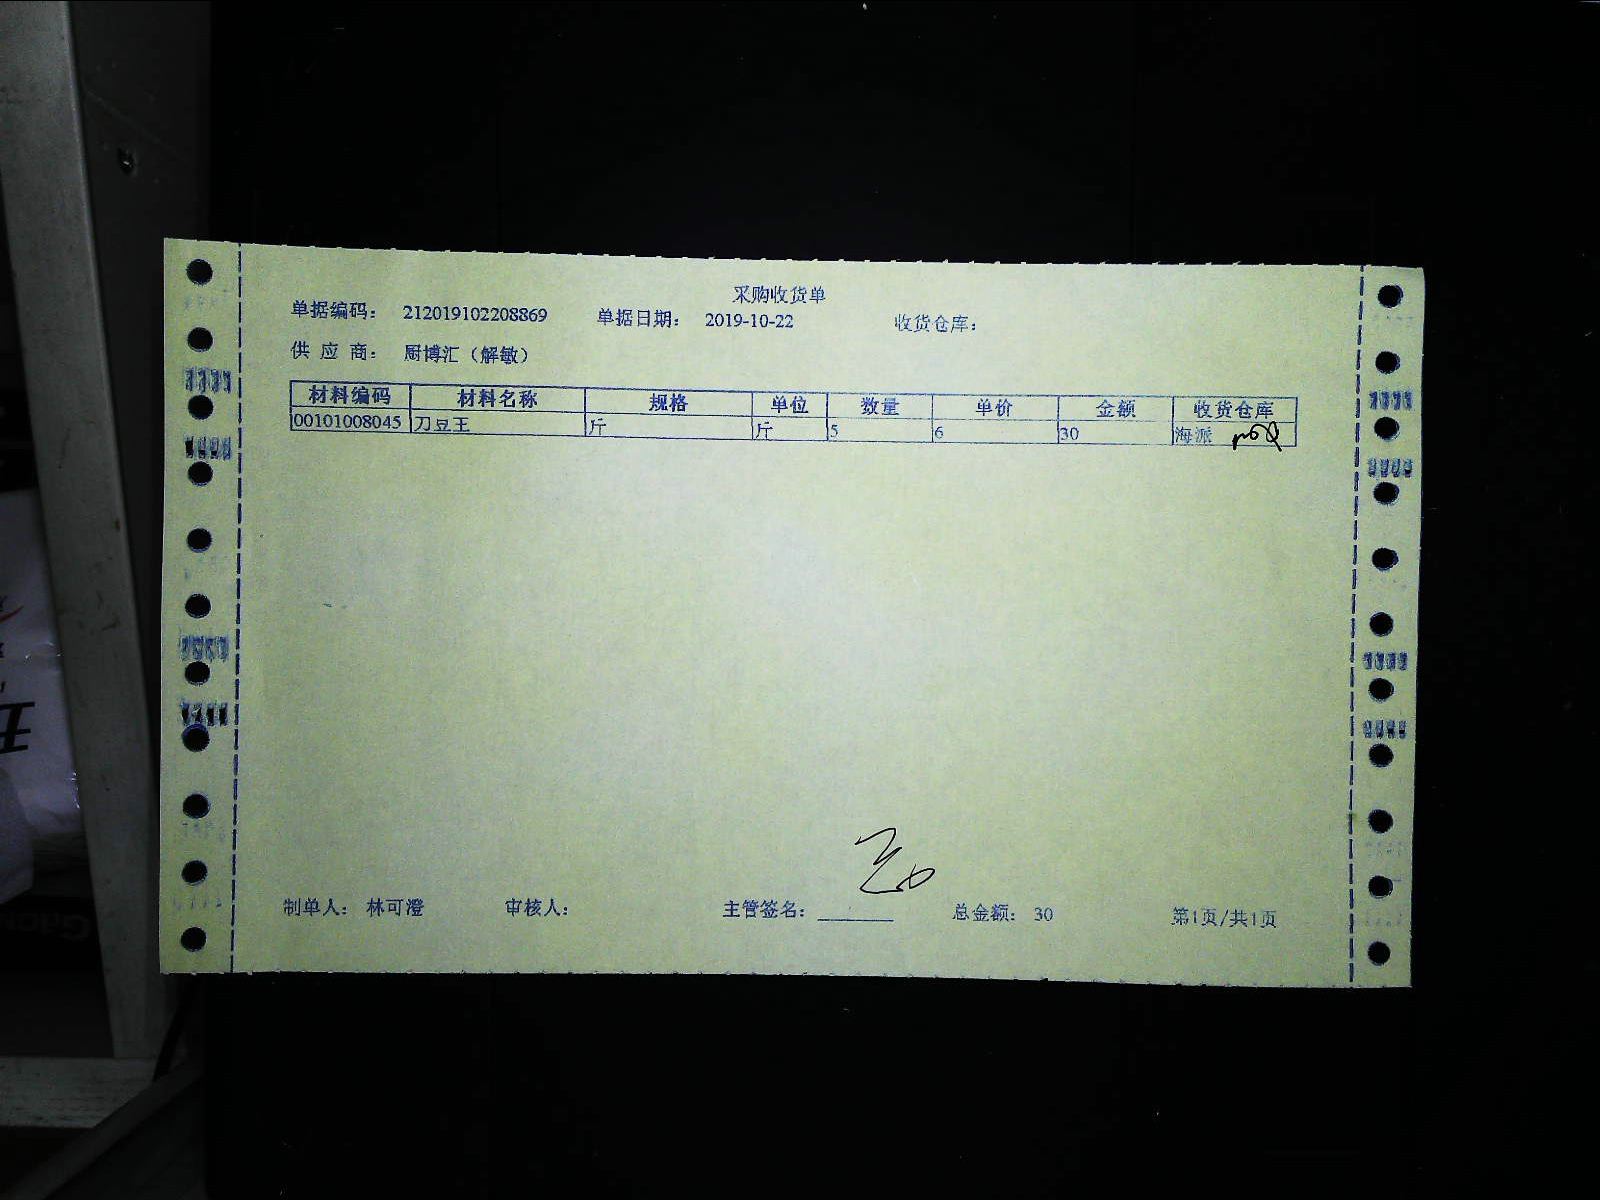 采购收货单
单据编码： 212019102208869 单据日期： 2019-10-22 收货仓库：
供 应 商： 厨博汇（解敏）
材料编码 材料名称 规格 单位 数量 单价 金额 收货仓库
00101008045 刀豆王 斤 斤 5 6 30 海派
制单人： 林可澄 审核人： 主管签名： 总金额： 30 第1页/共1页